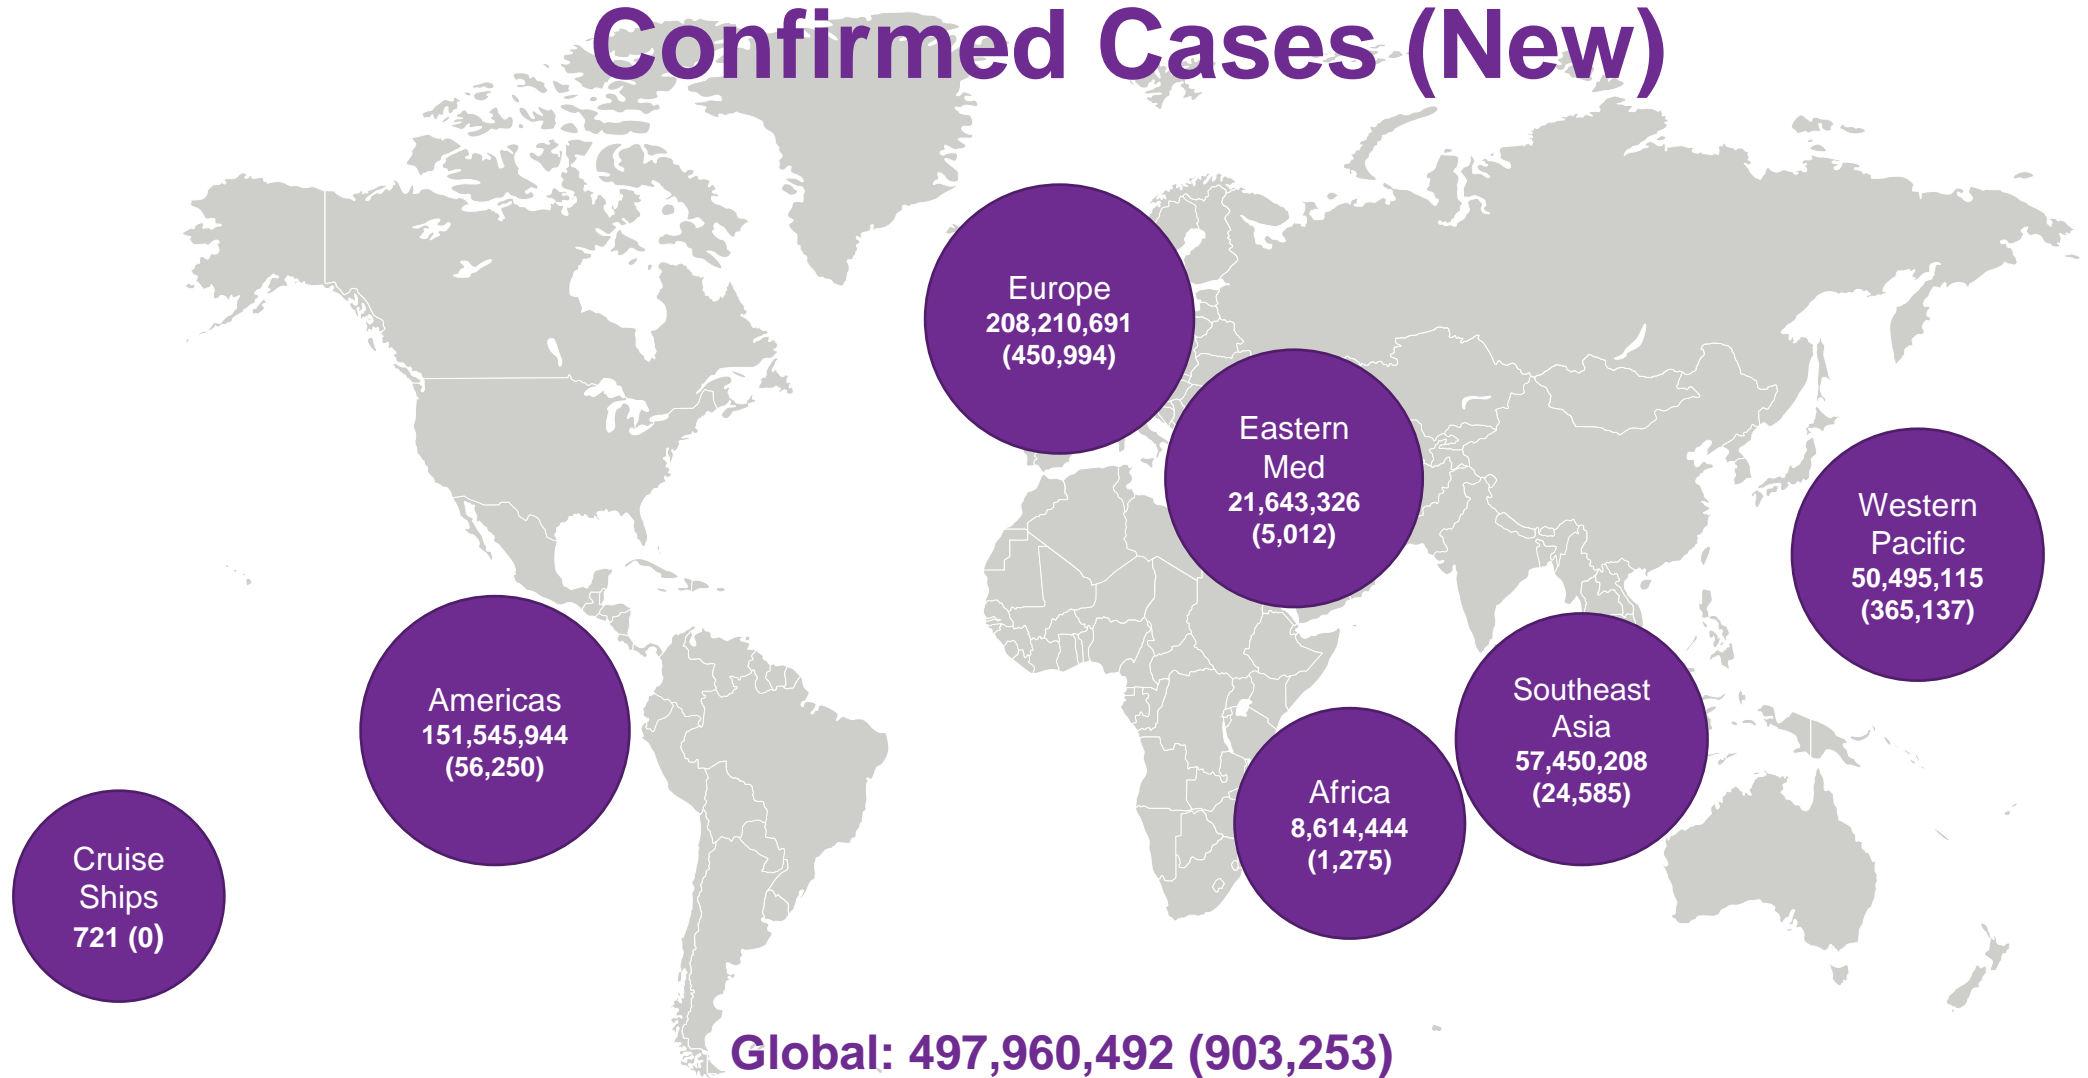 Confirmed Cases (New)
Europe
208,210,691
(450,994)
Eastern
Med
21,643,326
(5,012)
Western
Pacific
50,495,115
(365,137)
Americas
151,545,944
(56,250)
Southeast
Asia
57,450,208
(24,585)
Africa
8,614,444
(1,275)
Cruise
Ships
721 (0)
Global: 497,960,492 (903,253)